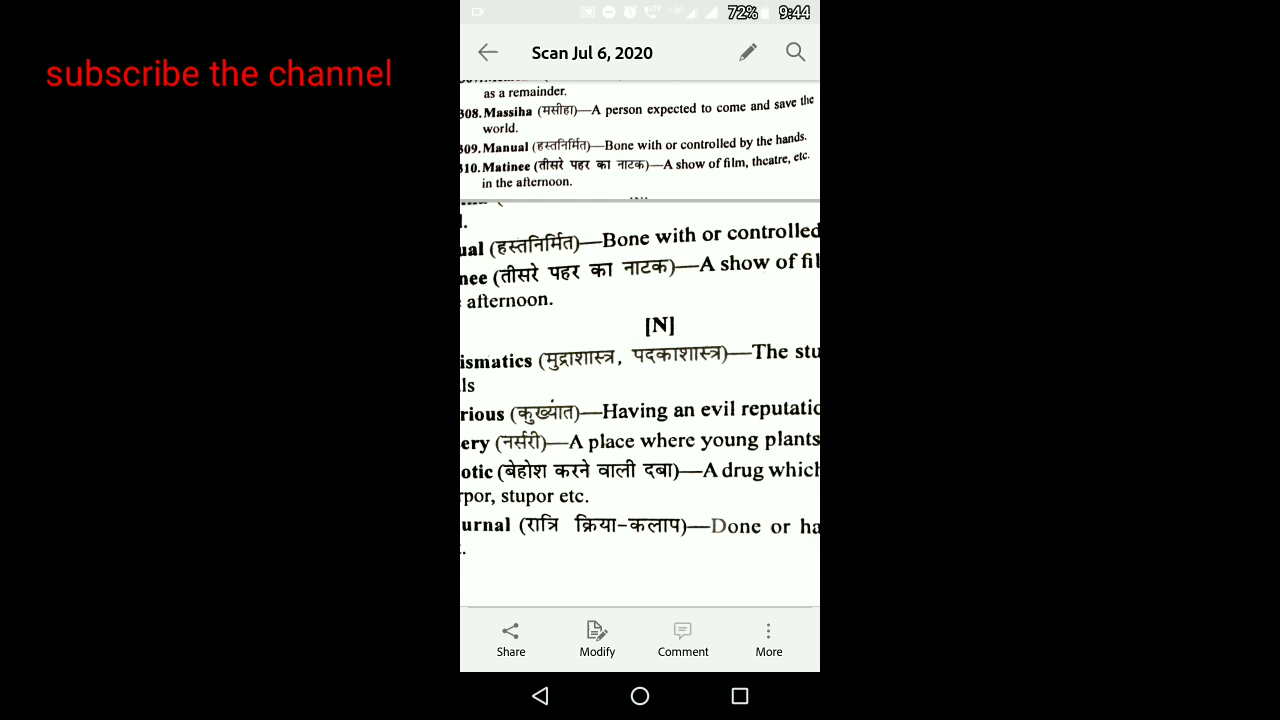 72% 9:44
subscribe the channel
Scan Jul 6, 2020
as a remainder.
308. Massiha (मसीहा)—A person expected to come and save the
world.
309. Manual (हस्तनिर्मित)—Bone with or controlled by the hands.
310. Matinee (तीसरे पहर का नाटक)—A show of film, theatre, etc.
in the afternoon.
ual (हस्तनिर्मित)—Bone with or controlled
nee (तीसरे पहर का नाटक)—A show of fil
afternoon.
[N]
ismatics (मुद्राशास्त्र, पदकाशास्त्र)—The stu
ls
rious (कुख्यात)—Having an evil reputatio
ery (नर्सरी)—A place where young plants
otic (बेहोश करने वाली दबा)—A drug which
rpor, stupor etc.
urnal (रात्रि क्रिया-कलाप)—Done or ha
Share Modify Comment More